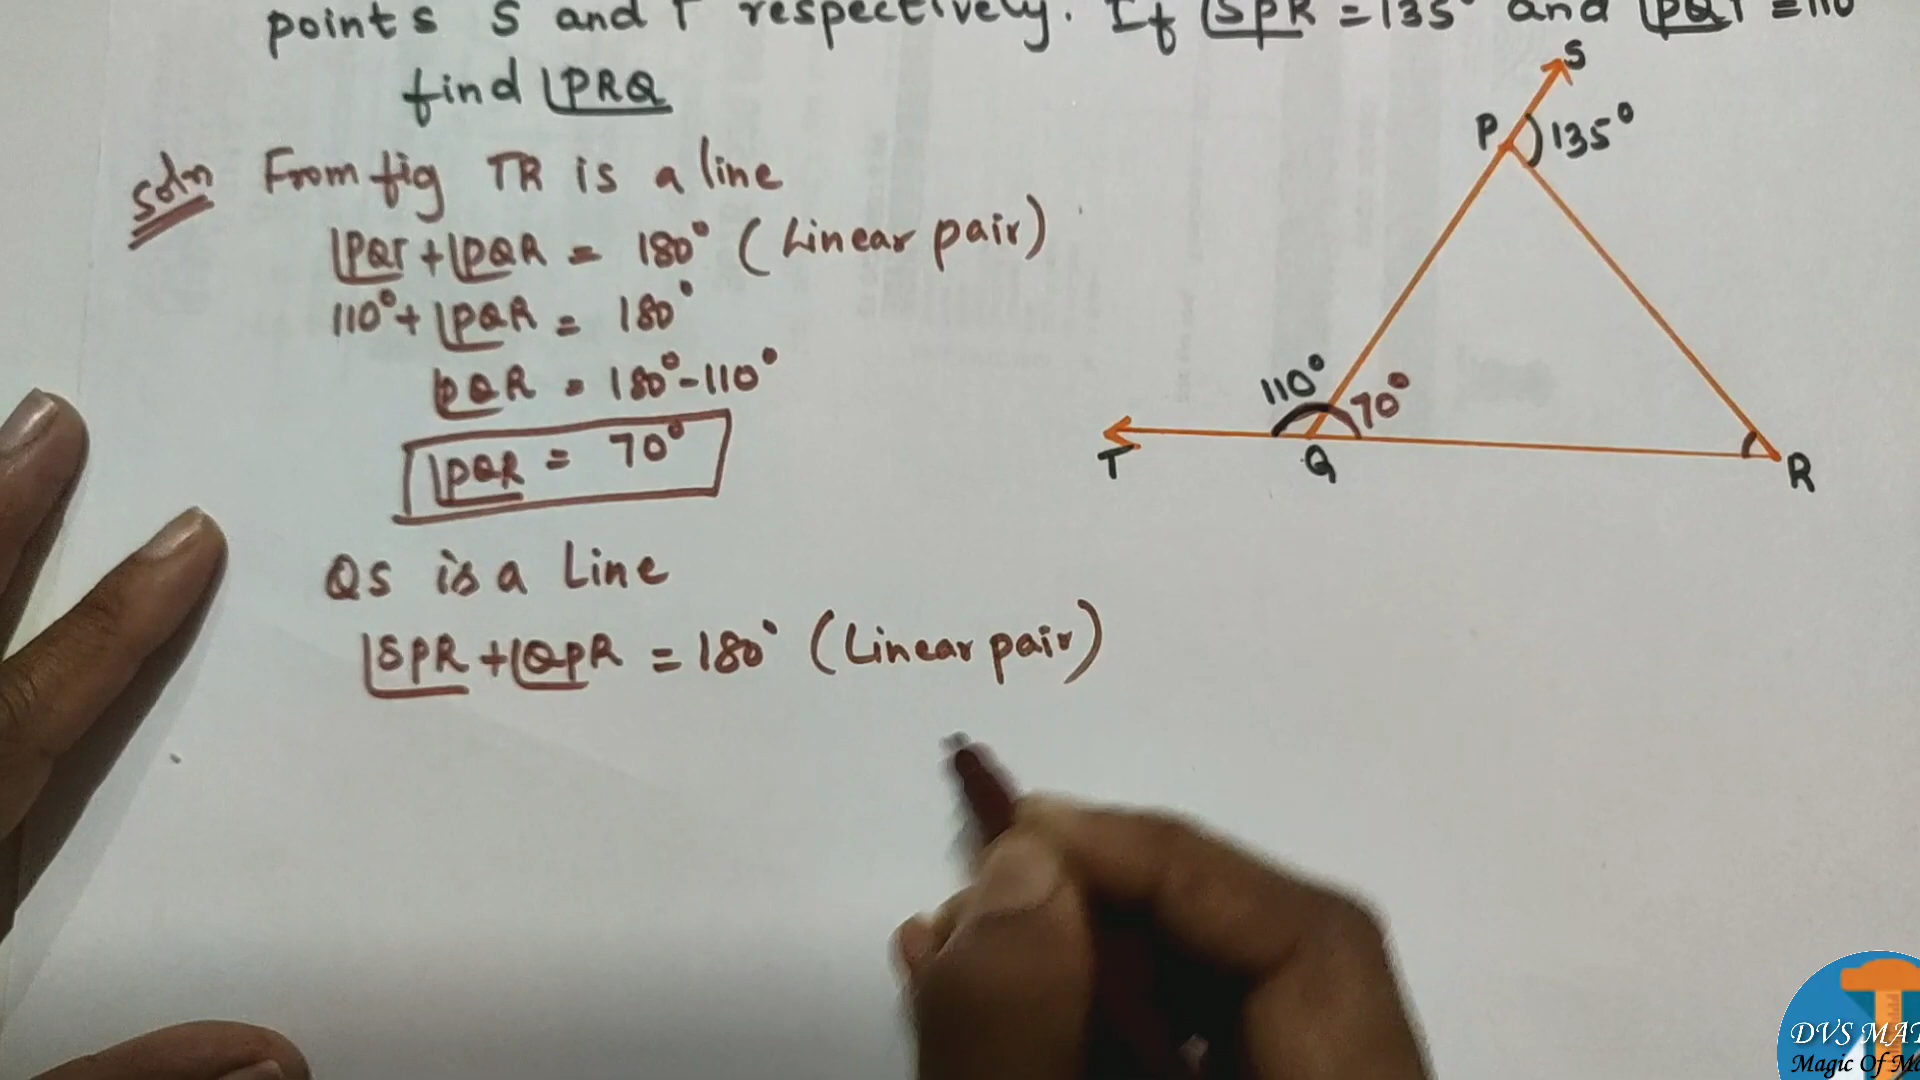 points S and T respectively. If ∠SPR = 135° and ∠PQT = 110
find ∠PRQ
Soln From fig TR is a line
∠PQT + ∠PQR = 180° (Linear pair)
110° + ∠PQR = 180°
∠PQR = 180° - 110°
∠PQR = 70°
QS is a Line
∠SPR + ∠QPR = 180° (Linear pair)
S
P 135°
110° 70°
T Q R
DVS MA
Magic Of M